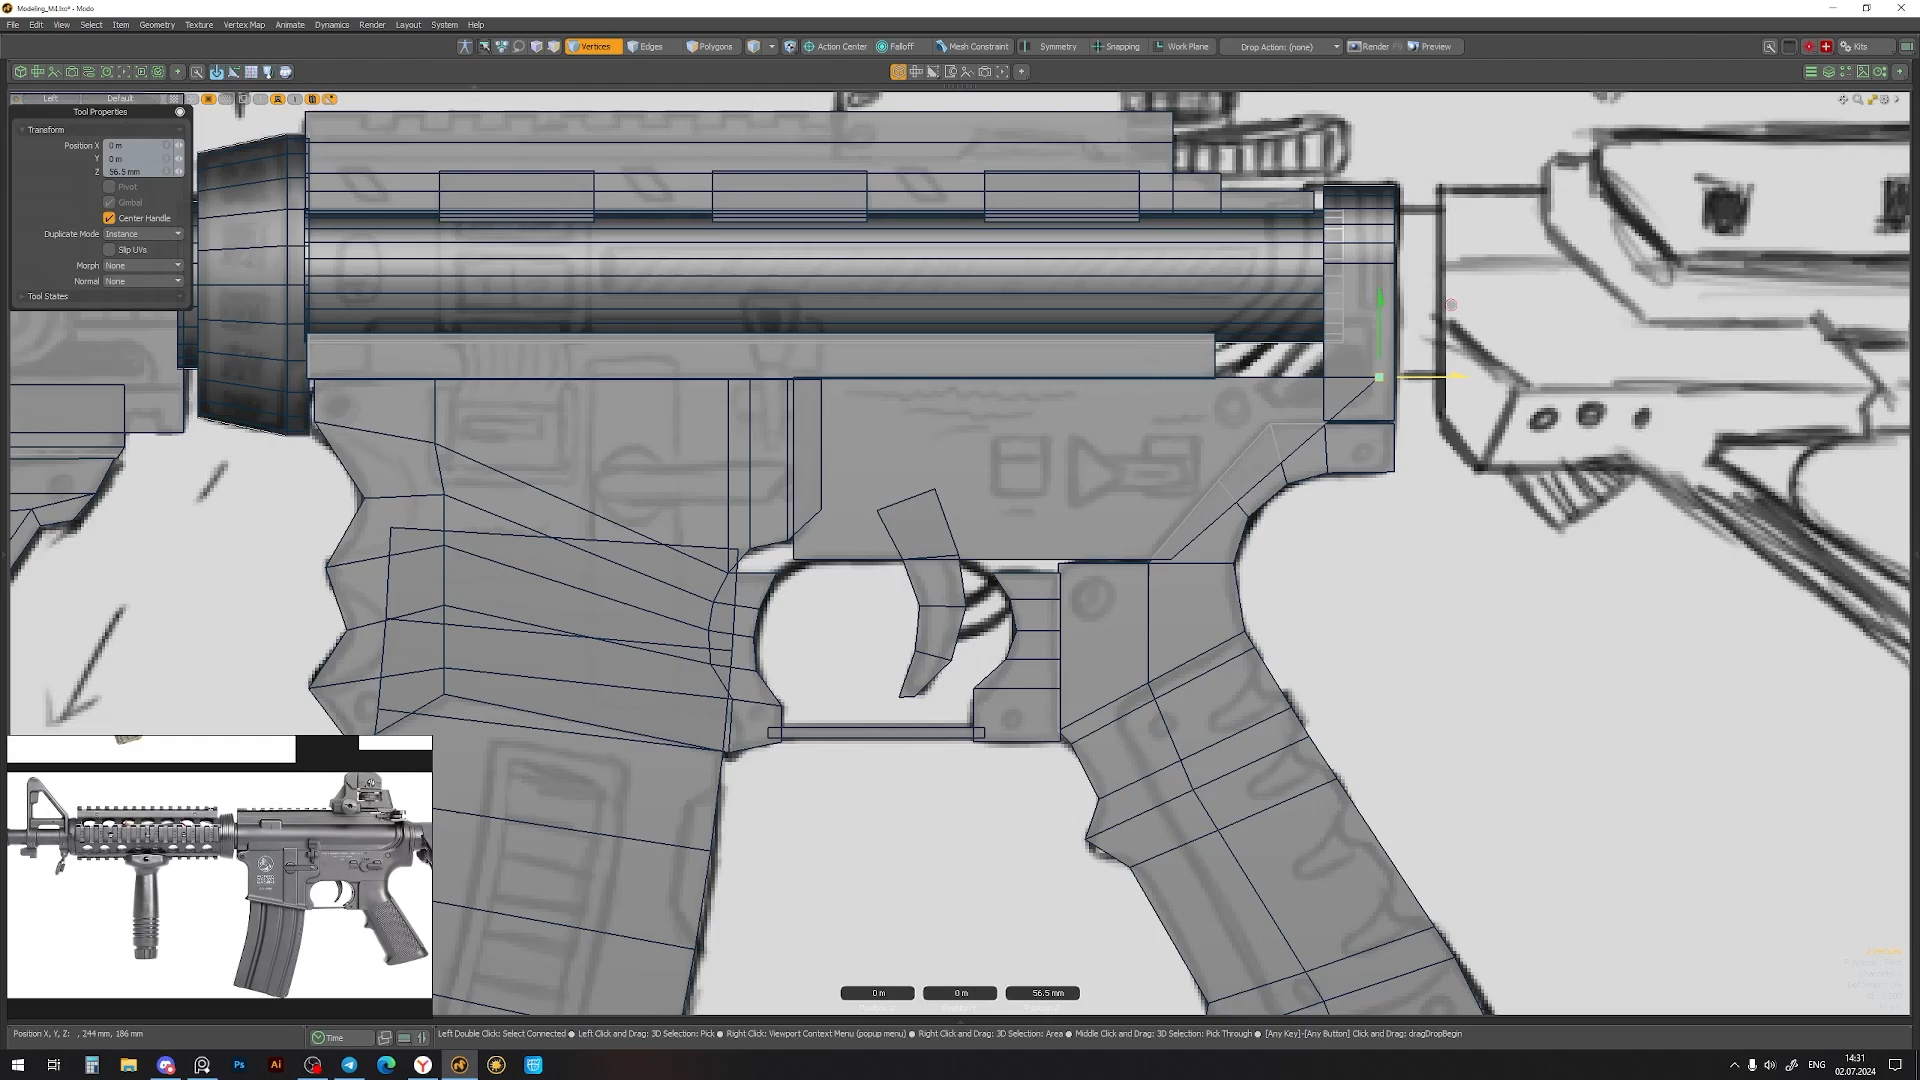 Modeling_M4.lxo* - Modo
File Edit View Select Item Geometry Texture Vertex Map Animate Dynamics Render Layout System Help
Vertices Edges Polygons Action Center Falloff Mesh Constraint Symmetry Snapping Work Plane Drop Action: (none) Render F9 Preview Kits
Left Default
Tool Properties
Transform
Position X 0 m
Y 0 m
Z 56.5 mm
Pivot
Gimbal
Center Handle
Duplicate Mode Instance
Slip UVs
Morph None
Normal None
Tool States
0 m 0 m 56.5 mm
Position X, Y, Z: , 244 mm, 186 mm
Time
Left Double Click: Select Connected ● Left Click and Drag: 3D Selection: Pick ● Right Click: Viewport Context Menu (popup menu) ● Right Click and Drag: 3D Selection: Area ● Middle Click and Drag: 3D Selection: Pick Through ● [Any Key]-[Any Button] Click and Drag: dragDropBegin
Ps Ai
ENG
14:31
02.07.2024